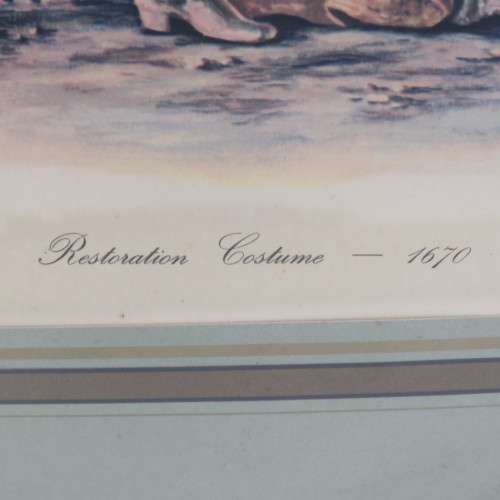 Restoration Costume — 1670